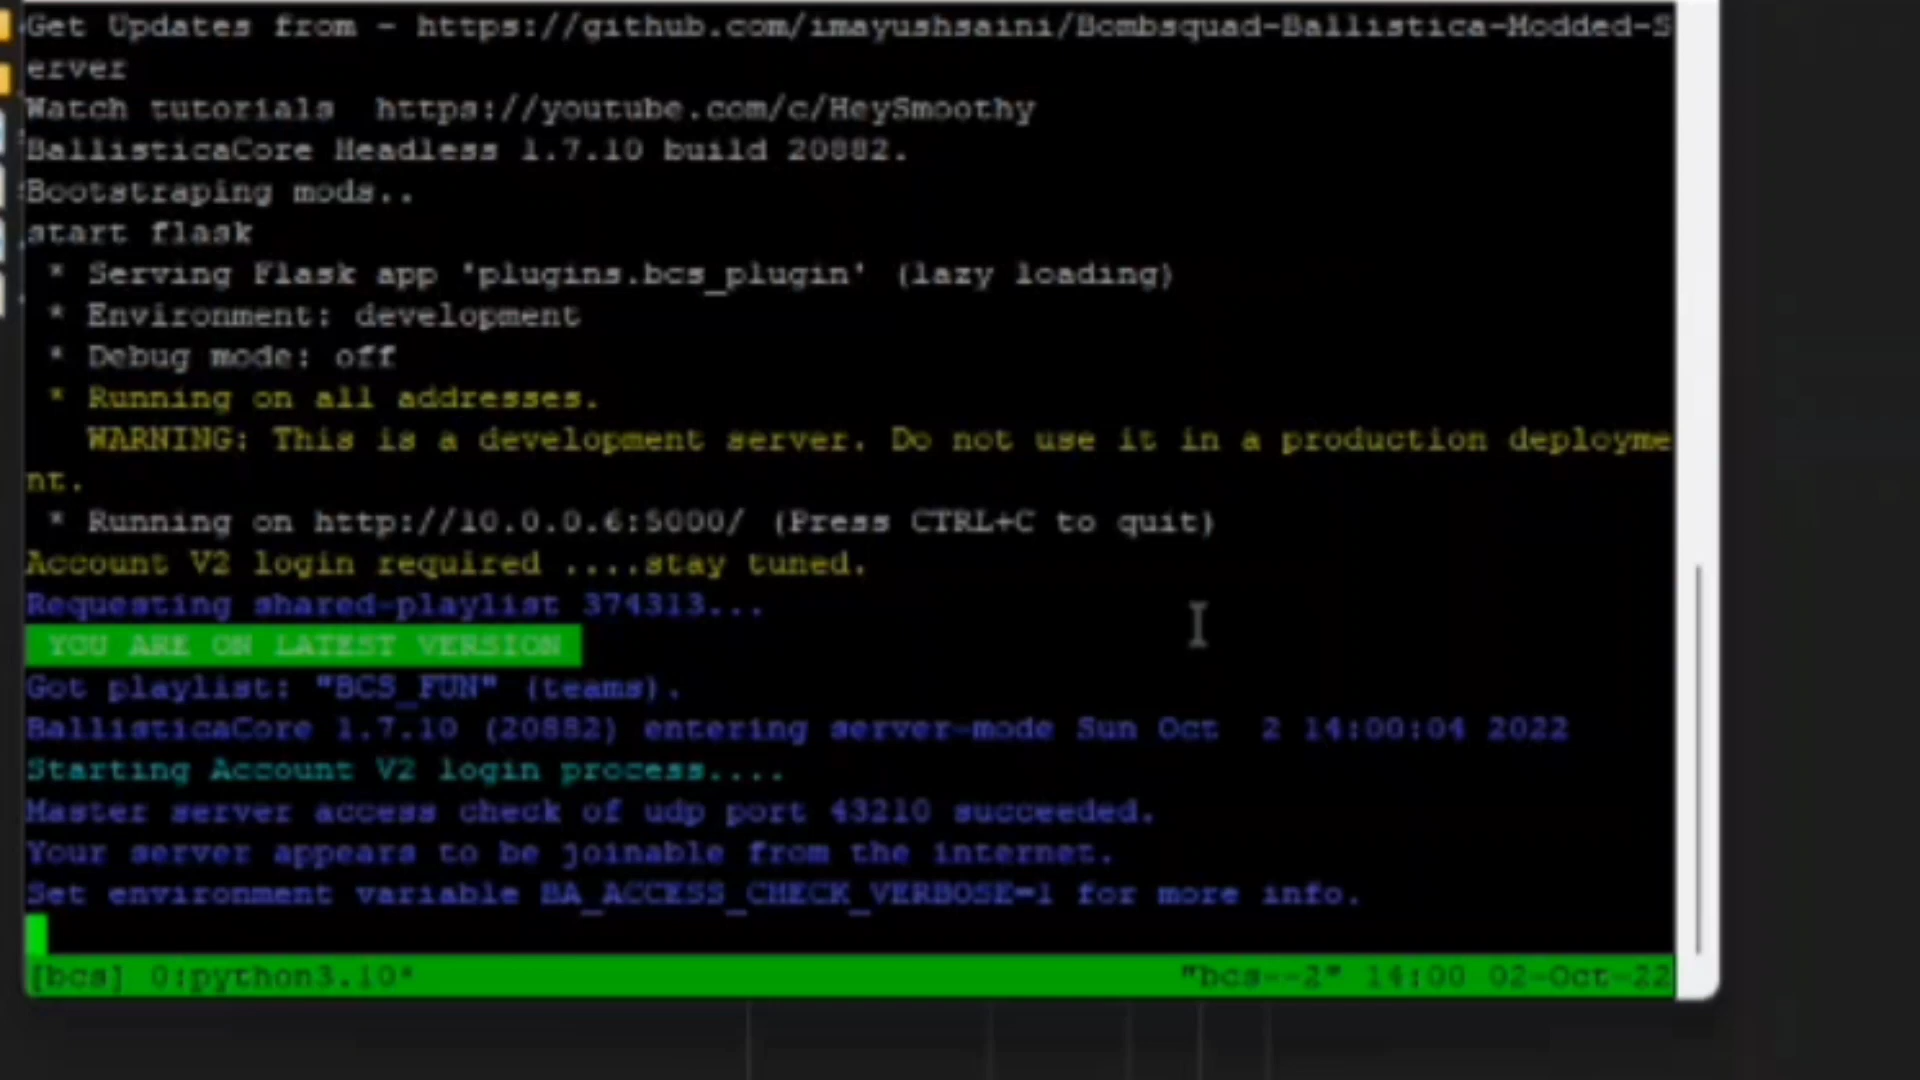 Get Updates from - https://github.com/imayushsaini/Bombsquad-Ballistica-Modded-S
erver
Watch tutorials  https://youtube.com/c/HeySmoothy
BallisticaCore Headless 1.7.10 build 20882.
Bootstraping mods..
start flask
 * Serving Flask app 'plugins.bcs_plugin' (lazy loading)
 * Environment: development
 * Debug mode: off
 * Running on all addresses.
   WARNING: This is a development server. Do not use it in a production deployme
nt.
 * Running on http://10.0.0.6:5000/ (Press CTRL+C to quit)
Account V2 login required ....stay tuned.
Requesting shared-playlist 374313...
 YOU ARE ON LATEST VERSION
Got playlist: "BCS_FUN" (teams).
BallisticaCore 1.7.10 (20882) entering server-mode Sun Oct  2 14:00:04 2022
Starting Account V2 login process....
Master server access check of udp port 43210 succeeded.
Your server appears to be joinable from the internet.
Set environment variable BA_ACCESS_CHECK_VERBOSE=1 for more info.
[bcs] 0:python3.10* "bcs--2" 14:00 02-Oct-22